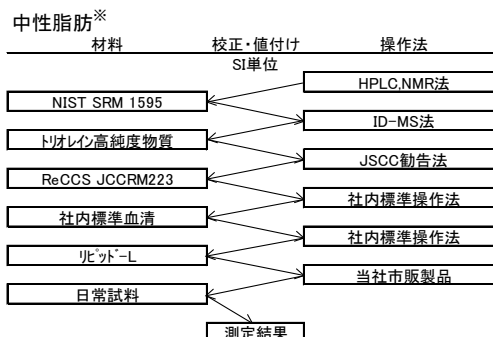 中性脂肪※
材料 校正・値付け 操作法
SI単位
HPLC,NMR法
NIST SRM 1595
ID-MS法
トリオレイン高純度物質
JSCC勧告法
ReCCS JCCRM223
社内標準操作法
社内標準血清
社内標準操作法
リピッド-L
当社市販製品
日常試料
測定結果